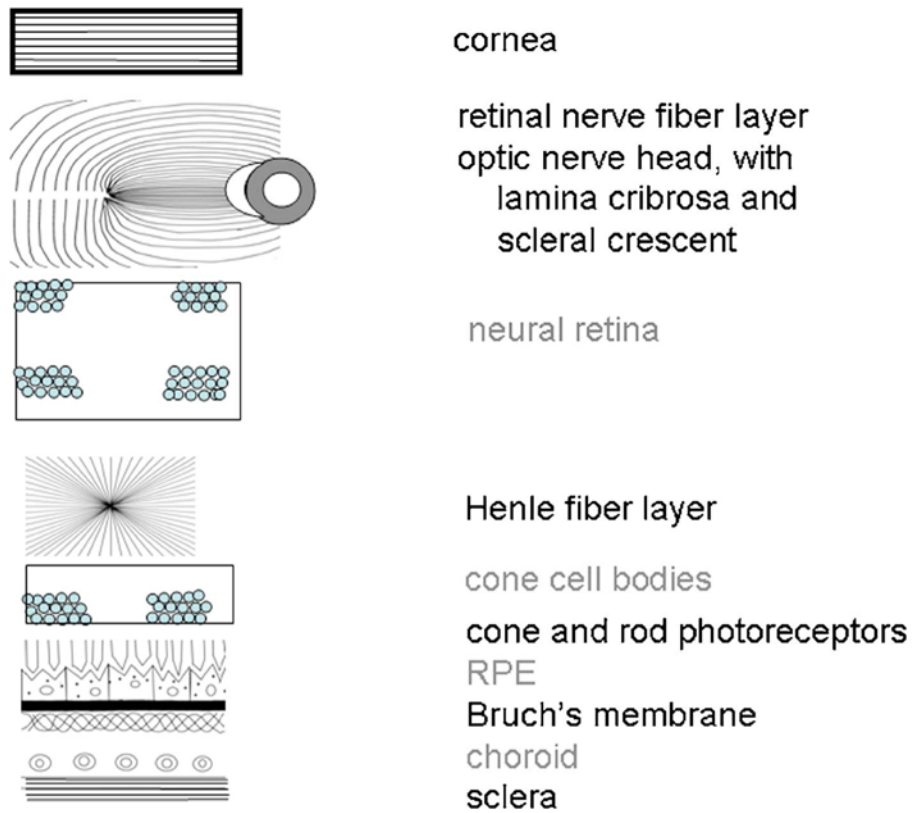 cornea
retinal nerve fiber layer
optic nerve head, with
lamina cribrosa and
scleral crescent
neural retina
Henle fiber layer
cone cell bodies
cone and rod photoreceptors
RPE
Bruch's membrane
choroid
sclera